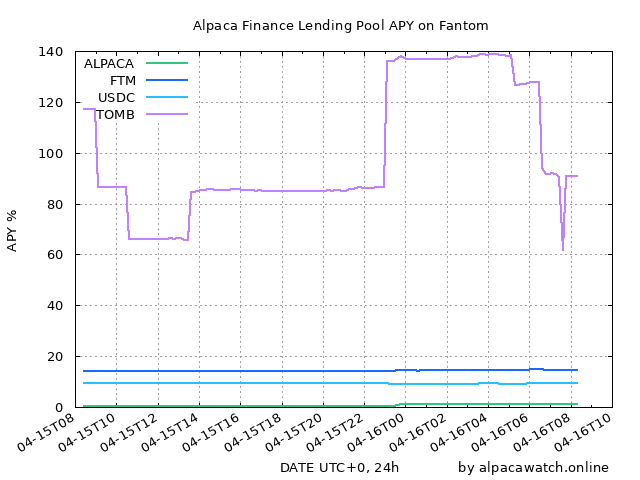 Alpaca Finance Lending Pool APY on Fantom
140
120
100
80
60
40
20
0
APY %
ALPACA
FTM
USDC
TOMB
04-15T08
04-15T10
04-15T12
04-15T14
04-15T16
04-15T18
04-15T20
04-15T22
04-16T00
04-16T02
04-16T04
04-16T06
04-16T08
04-16T10
DATE UTC+0, 24h
by alpacawatch.online